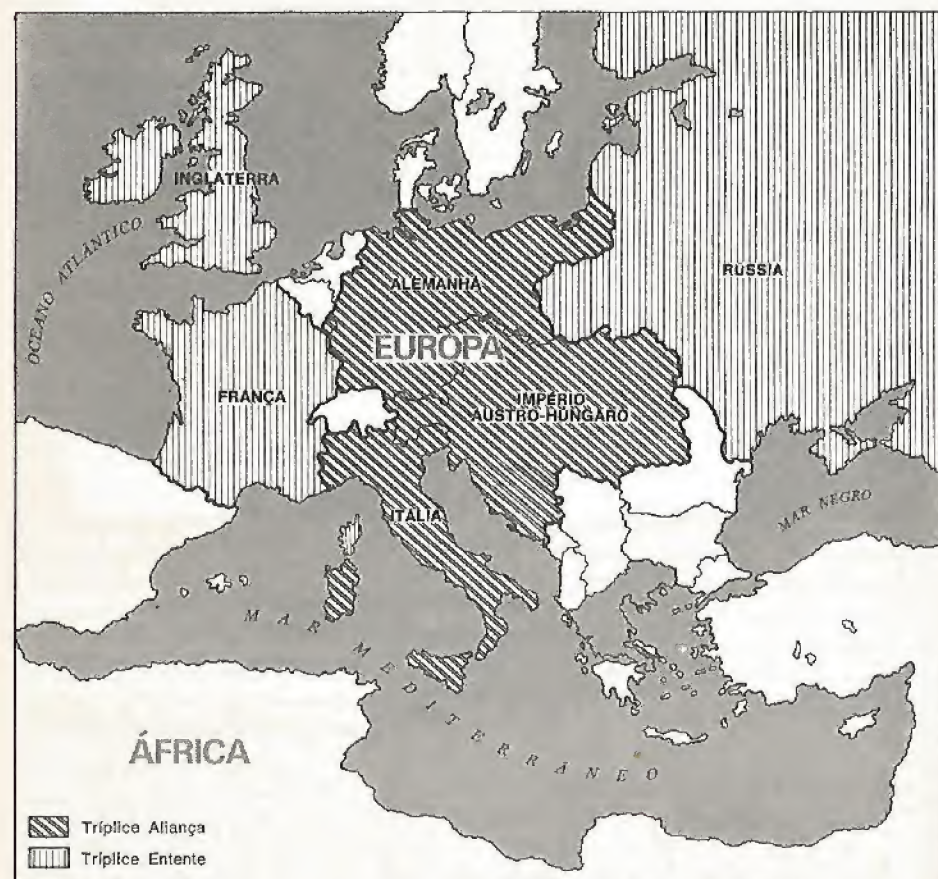 INGLATERRA
OCEANO ATLÂNTICO
RÚSSIA
ALEMANHA
EUROPA
FRANÇA
IMPÉRIO
AUSTRO-HÚNGARO
ITÁLIA
MAR NEGRO
MAR MEDITERRÂNEO
ÁFRICA
Tríplice Aliança
Tríplice Entente